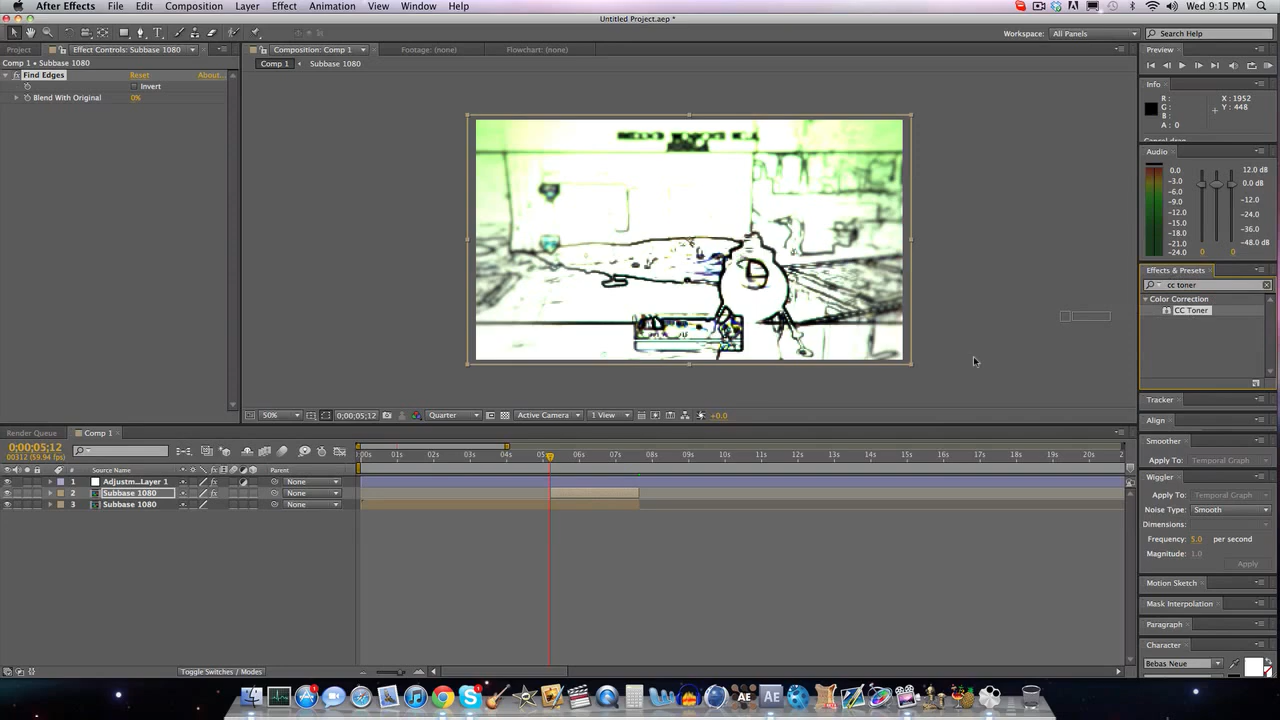 After Effects File Edit Composition Layer Effect Animation View Window Help Wed 9:15 PM
Untitled Project.aep *
Workspace: All Panels Search Help
Project Effect Controls: Subbase 1080 Composition: Comp 1 Footage: (none) Flowchart: (none) Preview
Comp 1 • Subbase 1080 Comp 1 Subbase 1080
fx Find Edges Reset About...
Invert
Blend With Original 0%
Info
R : X : 1952
G : Y : 448
B :
A : 0
Audio
0.0 12.0 dB
-3.0 0.0 dB
-6.0
-9.0 -12.0
-12.0
-15.0 -24.0
-18.0 -36.0
-21.0
-24.0 0 0 -48.0 dB
Effects & Presets
cc toner
Color Correction
CC Toner
50% 0;00;05;12 Quarter Active Camera 1 View +0.0
Tracker
Align
Smoother
Apply To: Temporal Graph
Wiggler
Apply To: Temporal Graph
Noise Type: Smooth
Dimensions:
Frequency: 5.0 per second
Magnitude: 1.0
Apply
Motion Sketch
Mask Interpolation
Paragraph
Character
Bebas Neue
Render Queue Comp 1
0;00;05;12
00312 (59.94 fps)
:00s 01s 02s 03s 04s 05s 06s 07s 08s 09s 10s 11s 12s 13s 14s 15s 16s 17s 18s 19s 20s 2
# Source Name Parent
1 Adjustm...Layer 1 None
2 Subbase 1080 None
3 Subbase 1080 None
Toggle Switches / Modes
AE AE